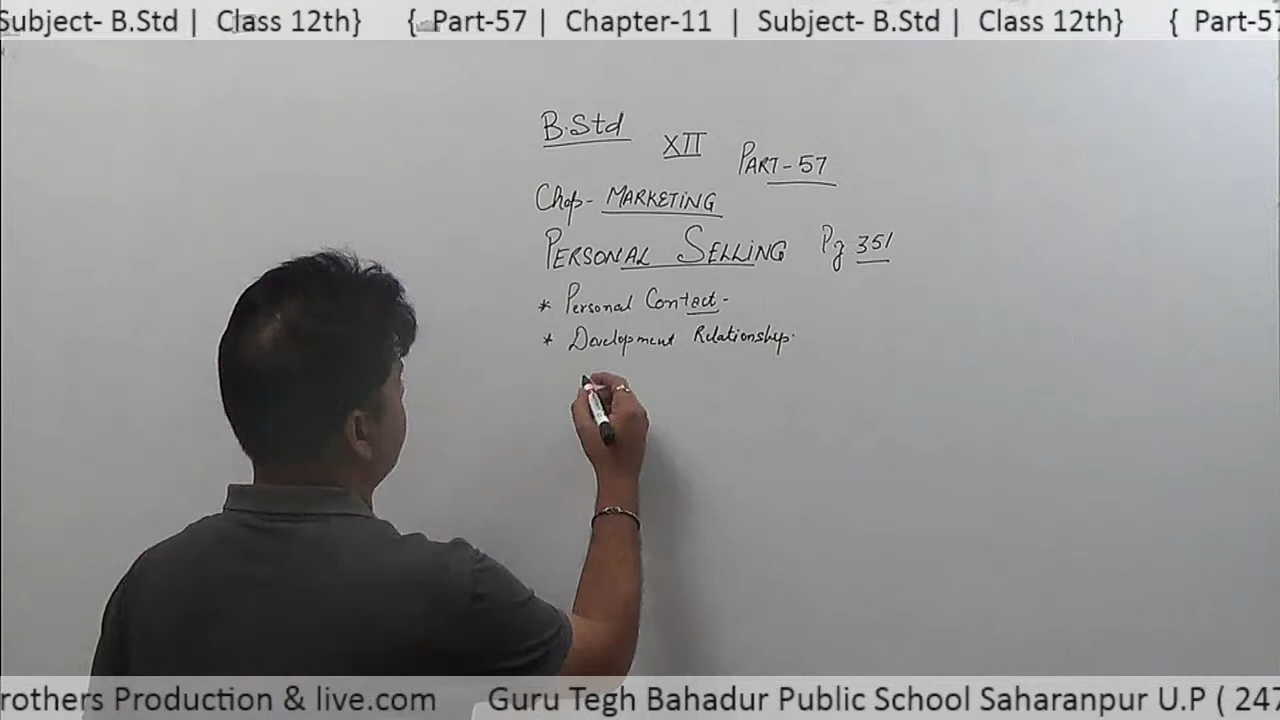 Subject- B.Std | Class 12th} { Part-57 | Chapter-11 | Subject- B.Std | Class 12th} { Part-57
B.Std XII PART-57
Chap- MARKETING
PERSONAL SELLING Pg 351
* Personal Contact-
* Development Relationship.
rothers Production & live.com Guru Tegh Bahadur Public School Saharanpur U.P ( 247